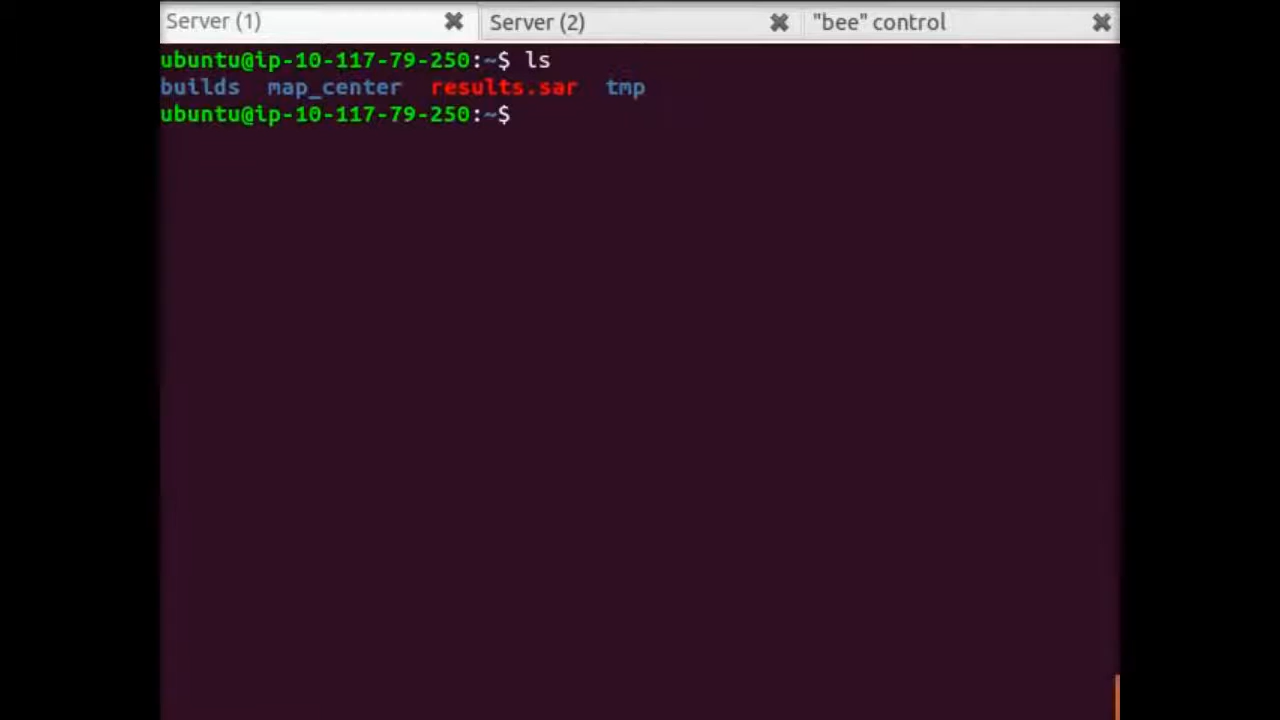 Server (1) ✖ Server (2) ✖ "bee" control ✖
ubuntu@ip-10-117-79-250:~$ ls
builds  map_center  results.sar  tmp
ubuntu@ip-10-117-79-250:~$